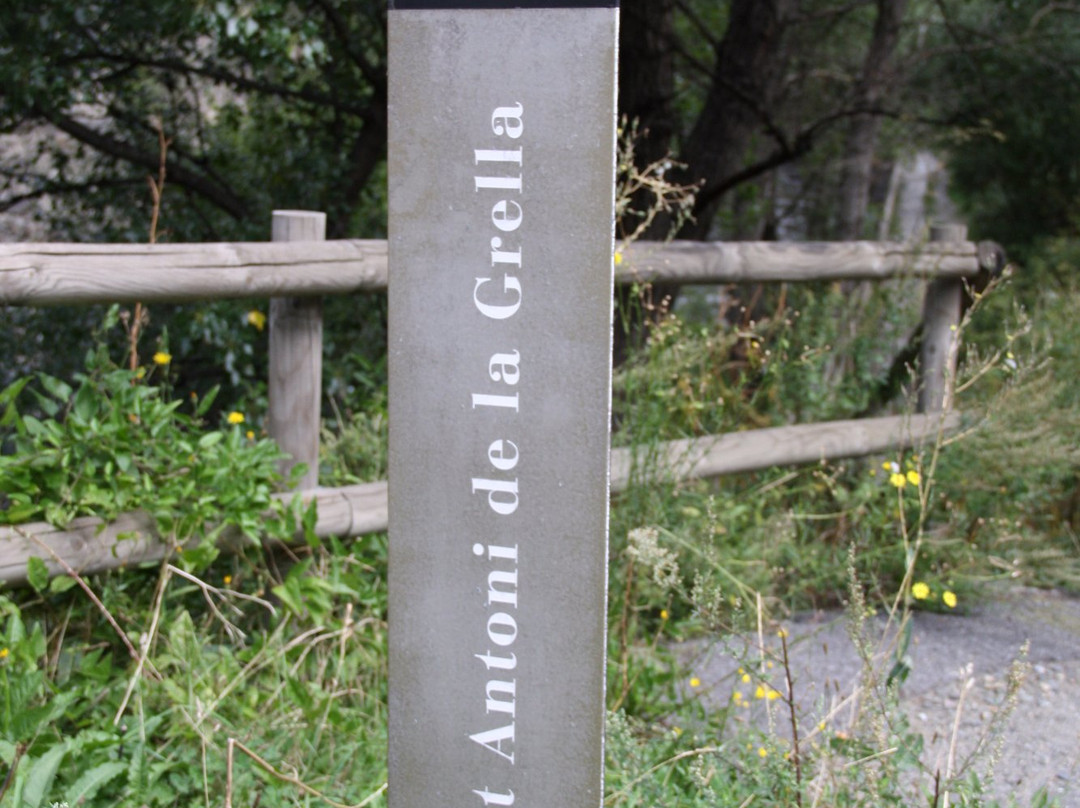 t Antoni de la Grella